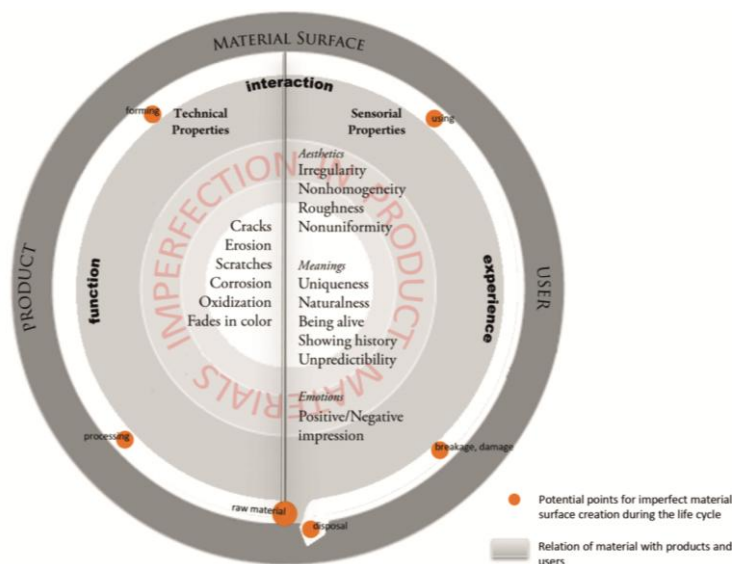 MATERIAL SURFACE
interaction
forming
Technical
Properties
Sensorial
Properties
using
IMPERFECTION IN PRODUCT MATERIALS
Aesthetics
Irregularity
Nonhomogeneity
Roughness
Nonuniformity
Cracks
Erosion
Scratches
Corrosion
Oxidization
Fades in color
Meanings
Uniqueness
Naturalness
Being alive
Showing history
Unpredictibility
PRODUCT
function
experience
USER
Emotions
Positive/Negative
impression
processing
breakage, damage
raw material
disposal
Potential points for imperfect material
surface creation during the life cycle
Relation of material with products and
users